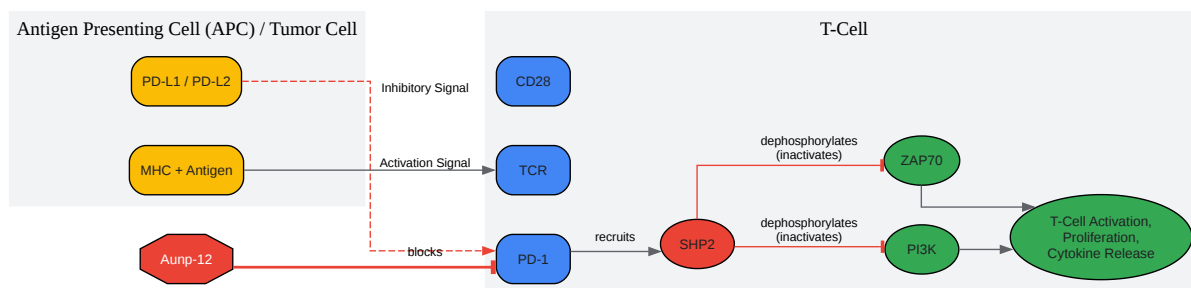 Antigen Presenting Cell (APC) / Tumor Cell
T-Cell
PD-L1 / PD-L2
Inhibitory Signal
CD28
MHC + Antigen
Activation Signal
TCR
dephosphorylates
(inactivates)
ZAP70
Aunp-12
blocks
PD-1
recruits
SHP2
dephosphorylates
(inactivates)
PI3K
T-Cell Activation,
Proliferation,
Cytokine Release